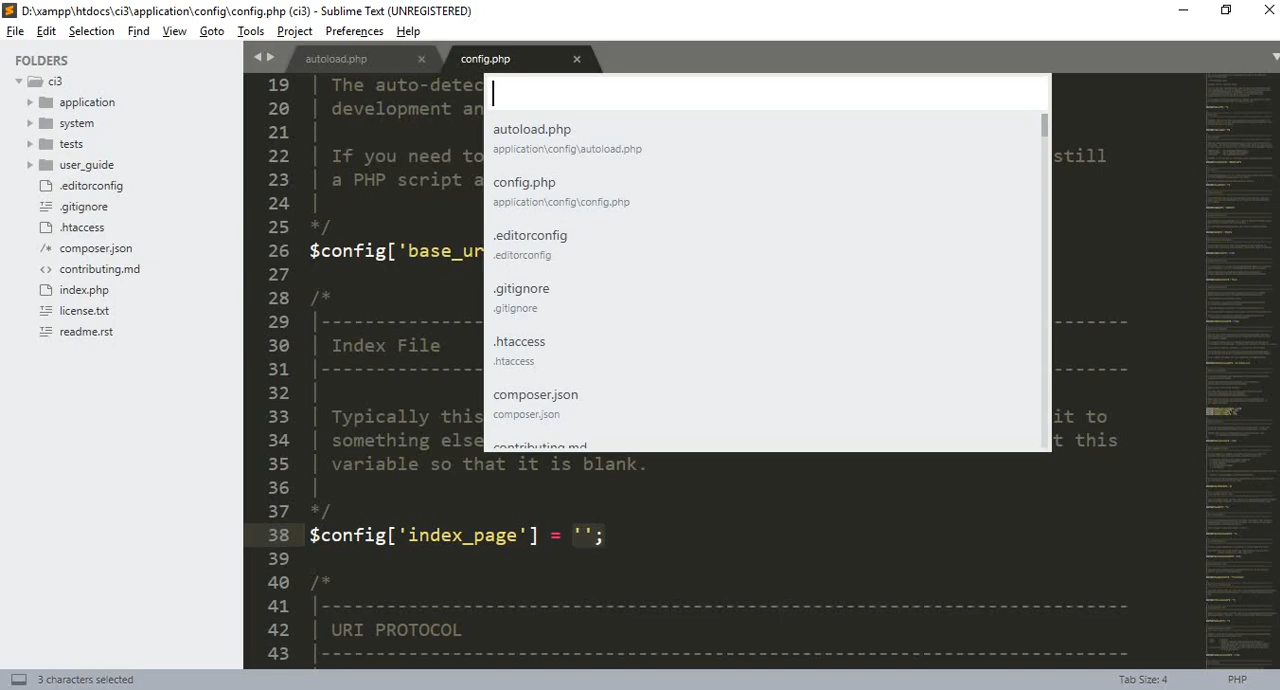 D:\xampp\htdocs\ci3\application\config\config.php (ci3) - Sublime Text (UNREGISTERED)
File Edit Selection Find View Goto Tools Project Preferences Help
FOLDERS
ci3
application
system
tests
user_guide
.editorconfig
.gitignore
.htaccess
composer.json
contributing.md
index.php
license.txt
readme.rst
autoload.php
config.php
autoload.php
application\config\autoload.php
config.php
application\config\config.php
.editorconfig
.editorconfig
.gitignore
.gitignore
.htaccess
.htaccess
composer.json
composer.json
contributing.md
19 | The auto-detec
20 | development an
21 |
22 | If you need to still
23 | a PHP script a
24 |
25 */
26 $config['base_ur
27
28 /*
29 |--------------------------------------------------------------------------
30 | Index File
31 |--------------------------------------------------------------------------
32 |
33 | Typically this it to
34 | something else t this
35 | variable so that it is blank.
36 |
37 */
38 $config['index_page'] = '';
39
40 /*
41 |--------------------------------------------------------------------------
42 | URI PROTOCOL
43 |--------------------------------------------------------------------------
3 characters selected
Tab Size: 4
PHP